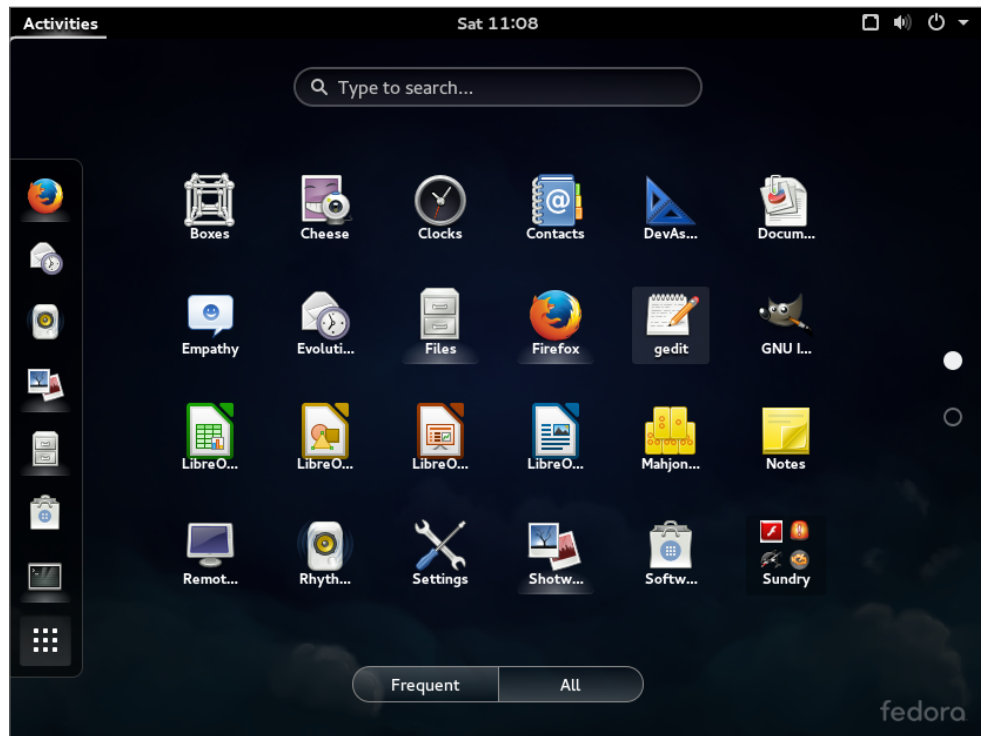 Activities Sat 11:08
Type to search...
Boxes Cheese Clocks Contacts DevAs... Docum...
Empathy Evoluti... Files Firefox gedit GNU I...
LibreO... LibreO... LibreO... LibreO... Mahjon... Notes
Remot... Rhyth... Settings Shotw... Softw... Sundry
Frequent All
fedora